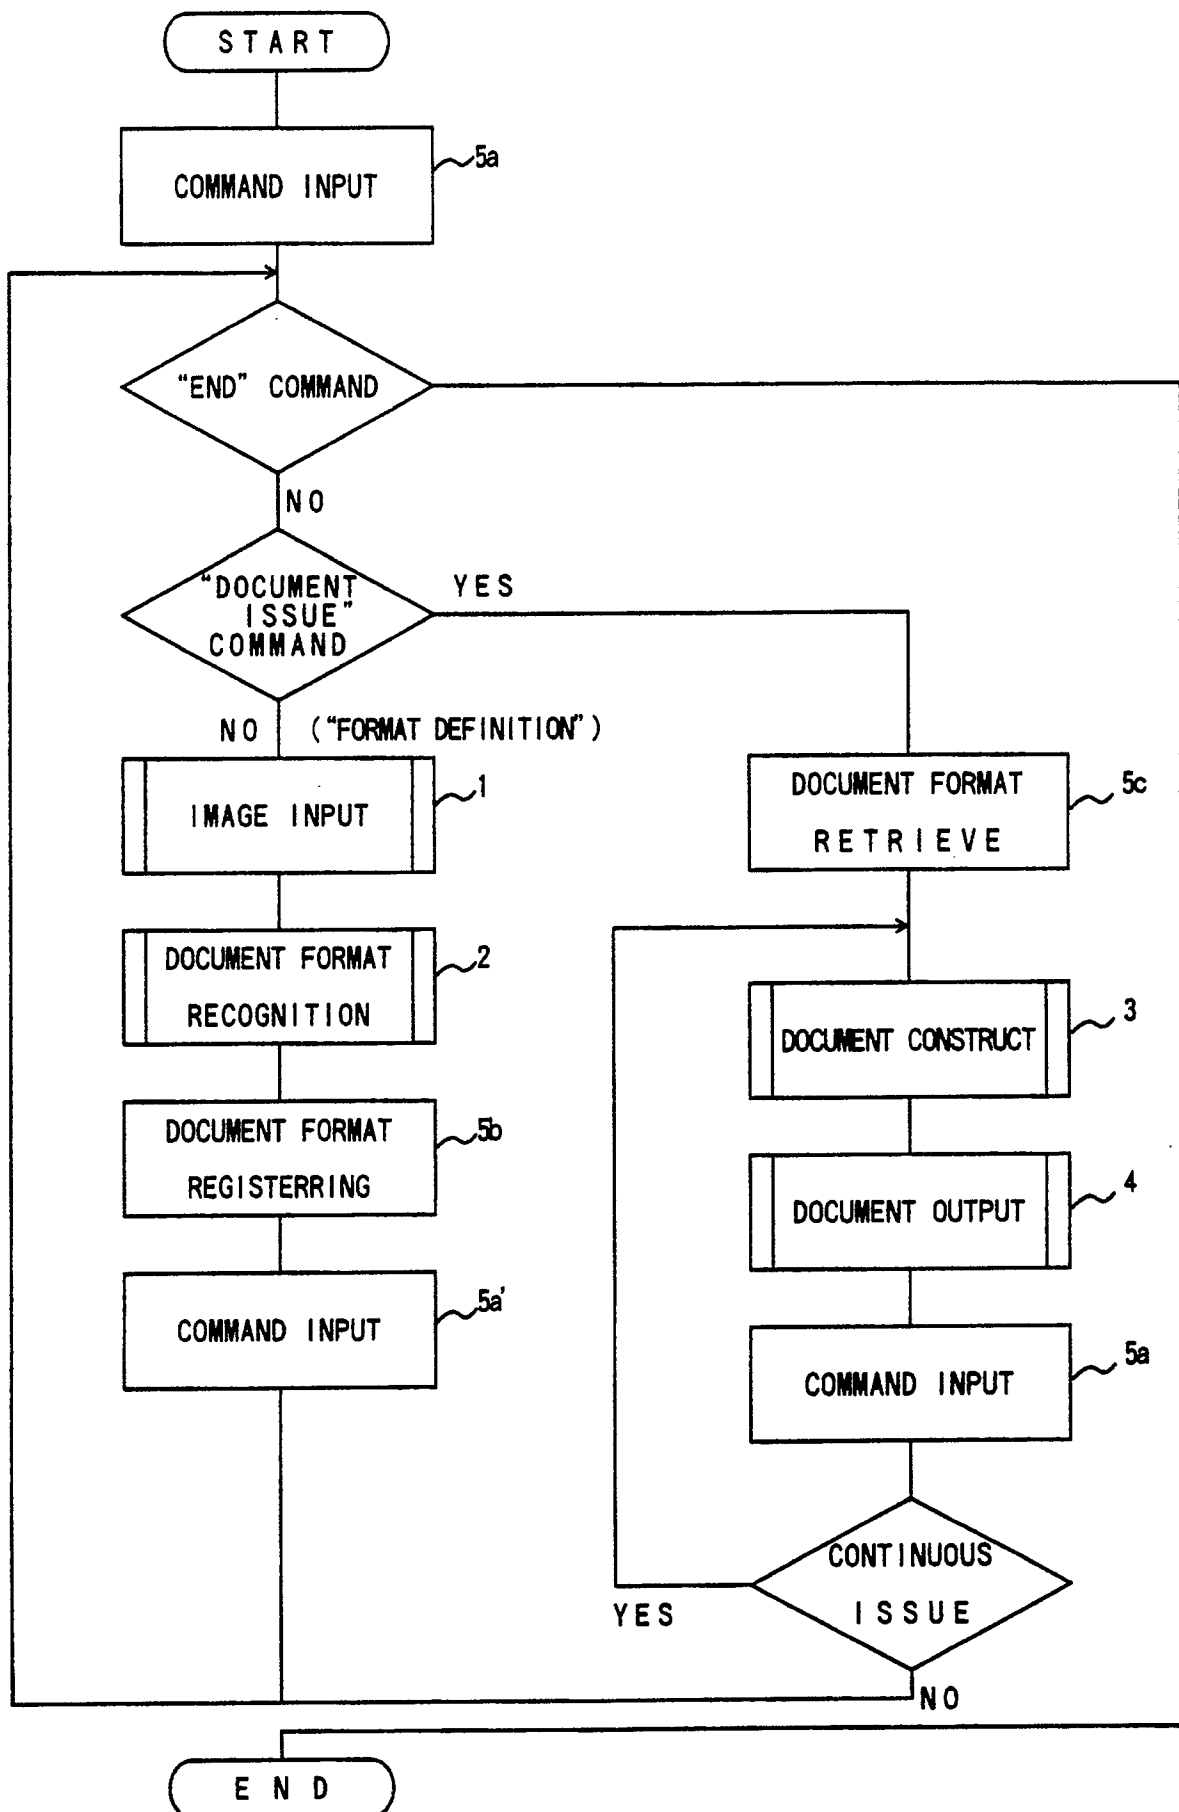 START
COMMAND INPUT
5a
"END" COMMAND
NO
"DOCUMENT
ISSUE"
COMMAND
YES
NO ("FORMAT DEFINITION")
IMAGE INPUT
1
DOCUMENT FORMAT
RECOGNITION
2
DOCUMENT FORMAT
REGISTERRING
5b
COMMAND INPUT
5a'
DOCUMENT FORMAT
RETRIEVE
5c
DOCUMENT CONSTRUCT
3
DOCUMENT OUTPUT
4
COMMAND INPUT
5a
CONTINUOUS
ISSUE
YES
NO
END